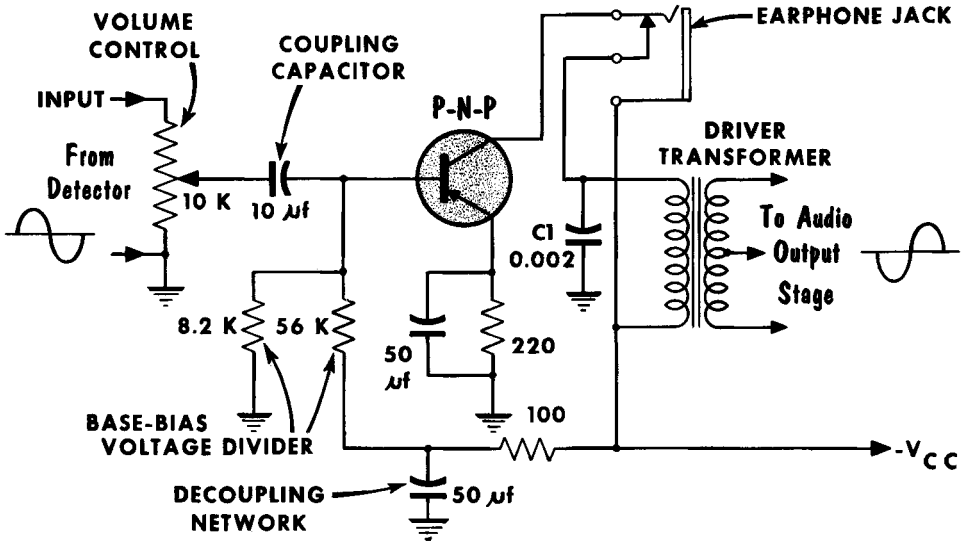 VOLUME
CONTROL
COUPLING
CAPACITOR
EARPHONE JACK
INPUT
P-N-P
From
Detector
DRIVER
TRANSFORMER
10 K
10 µf
C1
0.002
To Audio
Output
Stage
8.2 K
56 K
50
µf
220
BASE-BIAS
VOLTAGE DIVIDER
100
-VCC
DECOUPLING
NETWORK
50 µf